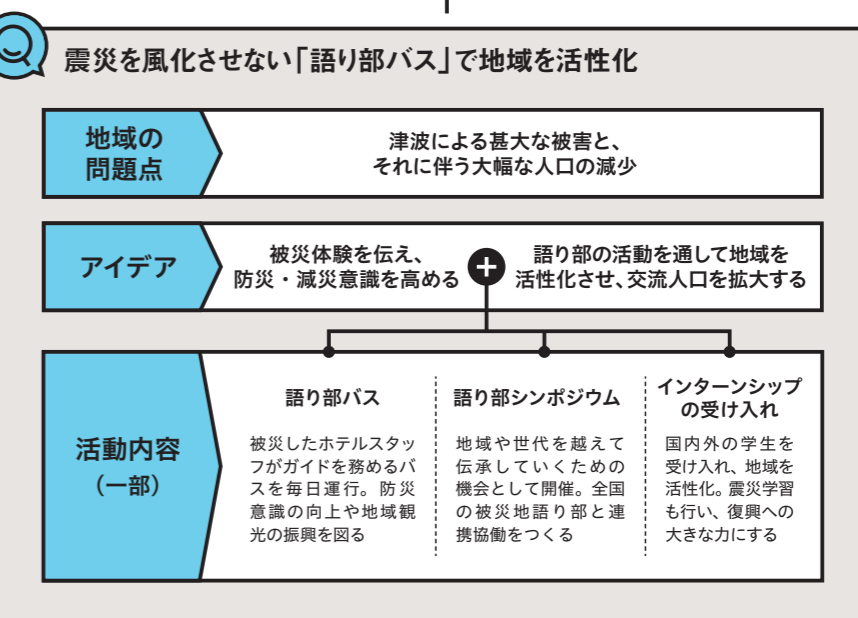 震災を風化させない「語り部バス」で地域を活性化
地域の
問題点
津波による甚大な被害と、
それに伴う大幅な人口の減少
アイデア
被災体験を伝え、
防災・減災意識を高める
+
語り部の活動を通して地域を
活性化させ、交流人口を拡大する
活動内容
（一部）
語り部バス
被災したホテルスタッ
フがガイドを務めるバ
スを毎日運行。防災
意識の向上や地域観
光の振興を図る
語り部シンポジウム
地域や世代を越えて
伝承していくための
機会として開催。全国
の被災地語り部と連
携協働をつくる
インターンシップ
の受け入れ
国内外の学生を
受け入れ、地域を
活性化。震災学習
も行い、復興への
大きな力にする